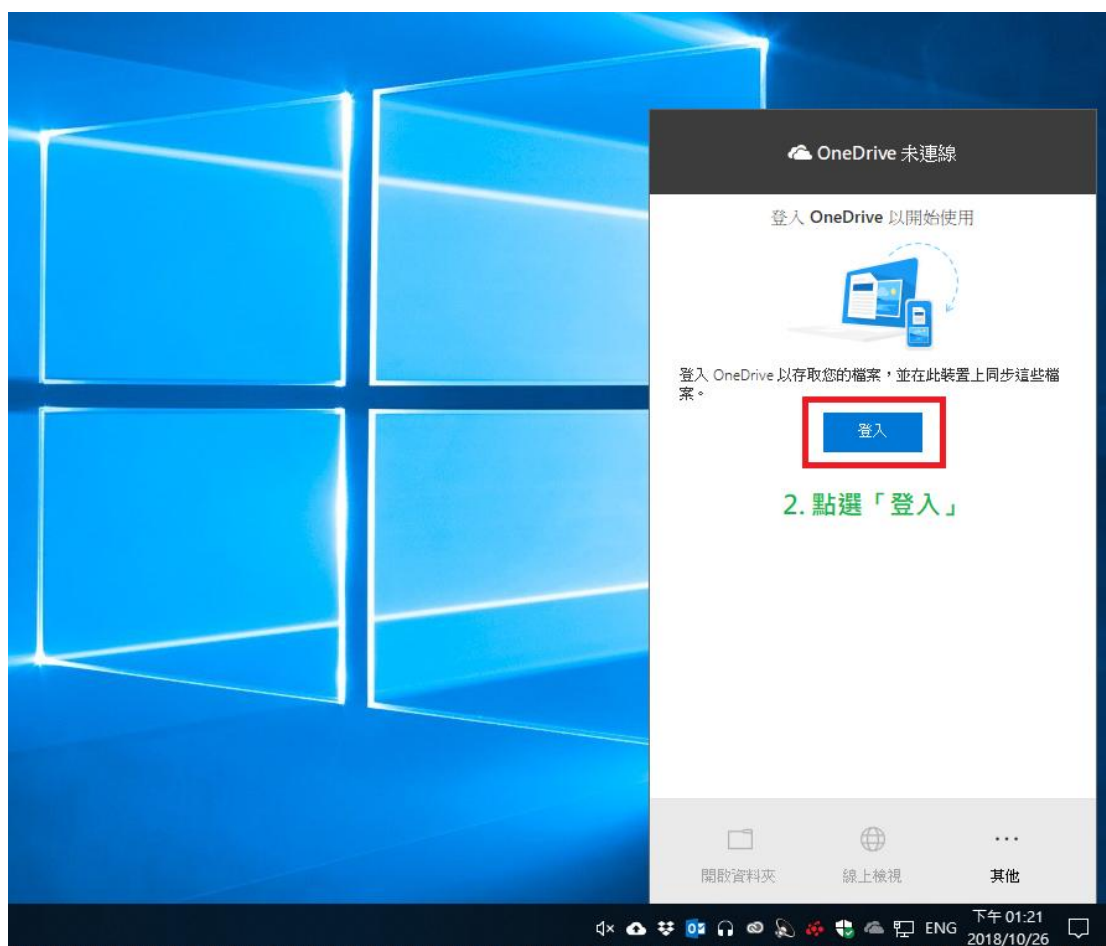 OneDrive 未連線
登入 OneDrive 以開始使用
登入 OneDrive 以存取您的檔案，並在此裝置上同步這些檔
案。
登入
2. 點選「登入」
開啟資料夾
線上檢視
其他
ENG
下午 01:21
2018/10/26